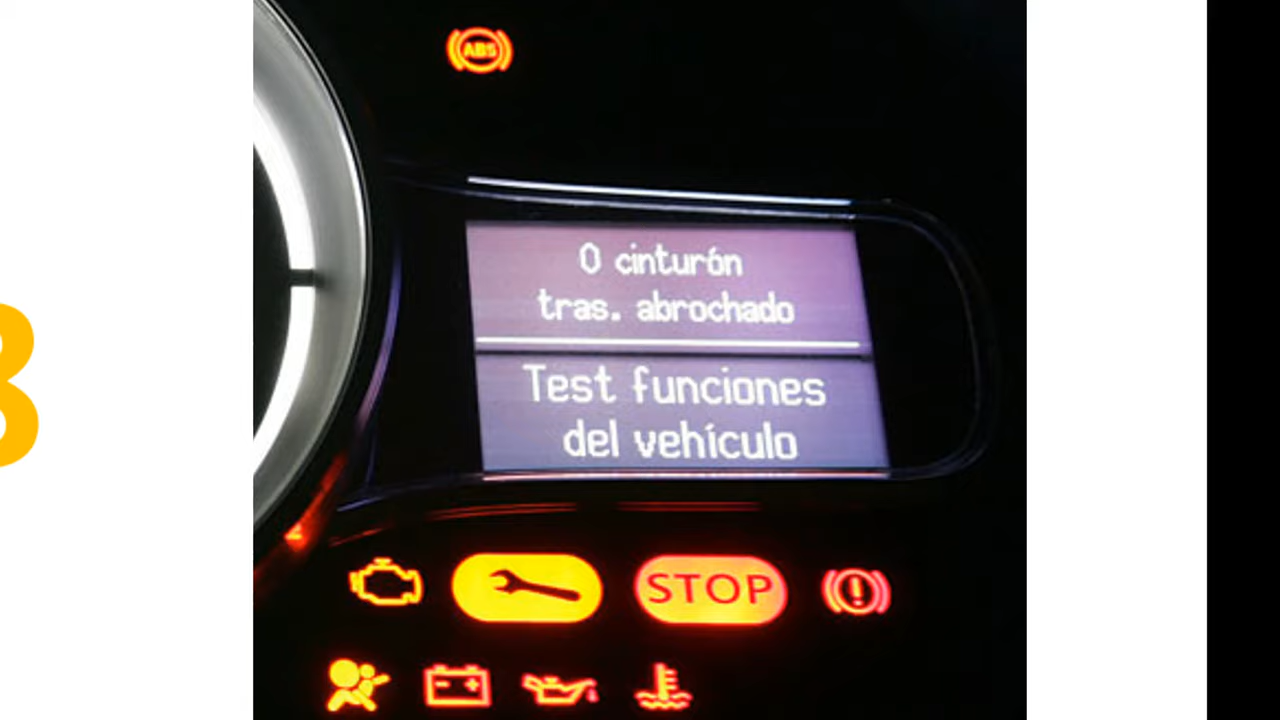 ABS
0 cinturón
tras. abrochado
Test funciones
del vehículo
STOP